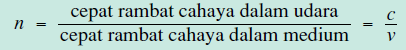 n = cepat rambat cahaya dalam udara / cepat rambat cahaya dalam medium = c / v